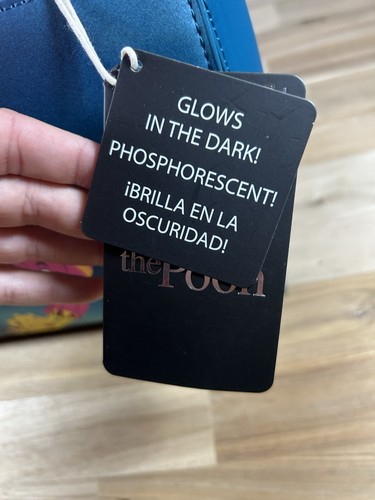 GLOWS
IN THE DARK!
PHOSPHORESCENT!
¡BRILLA EN LA
OSCURIDAD!
the Pooh